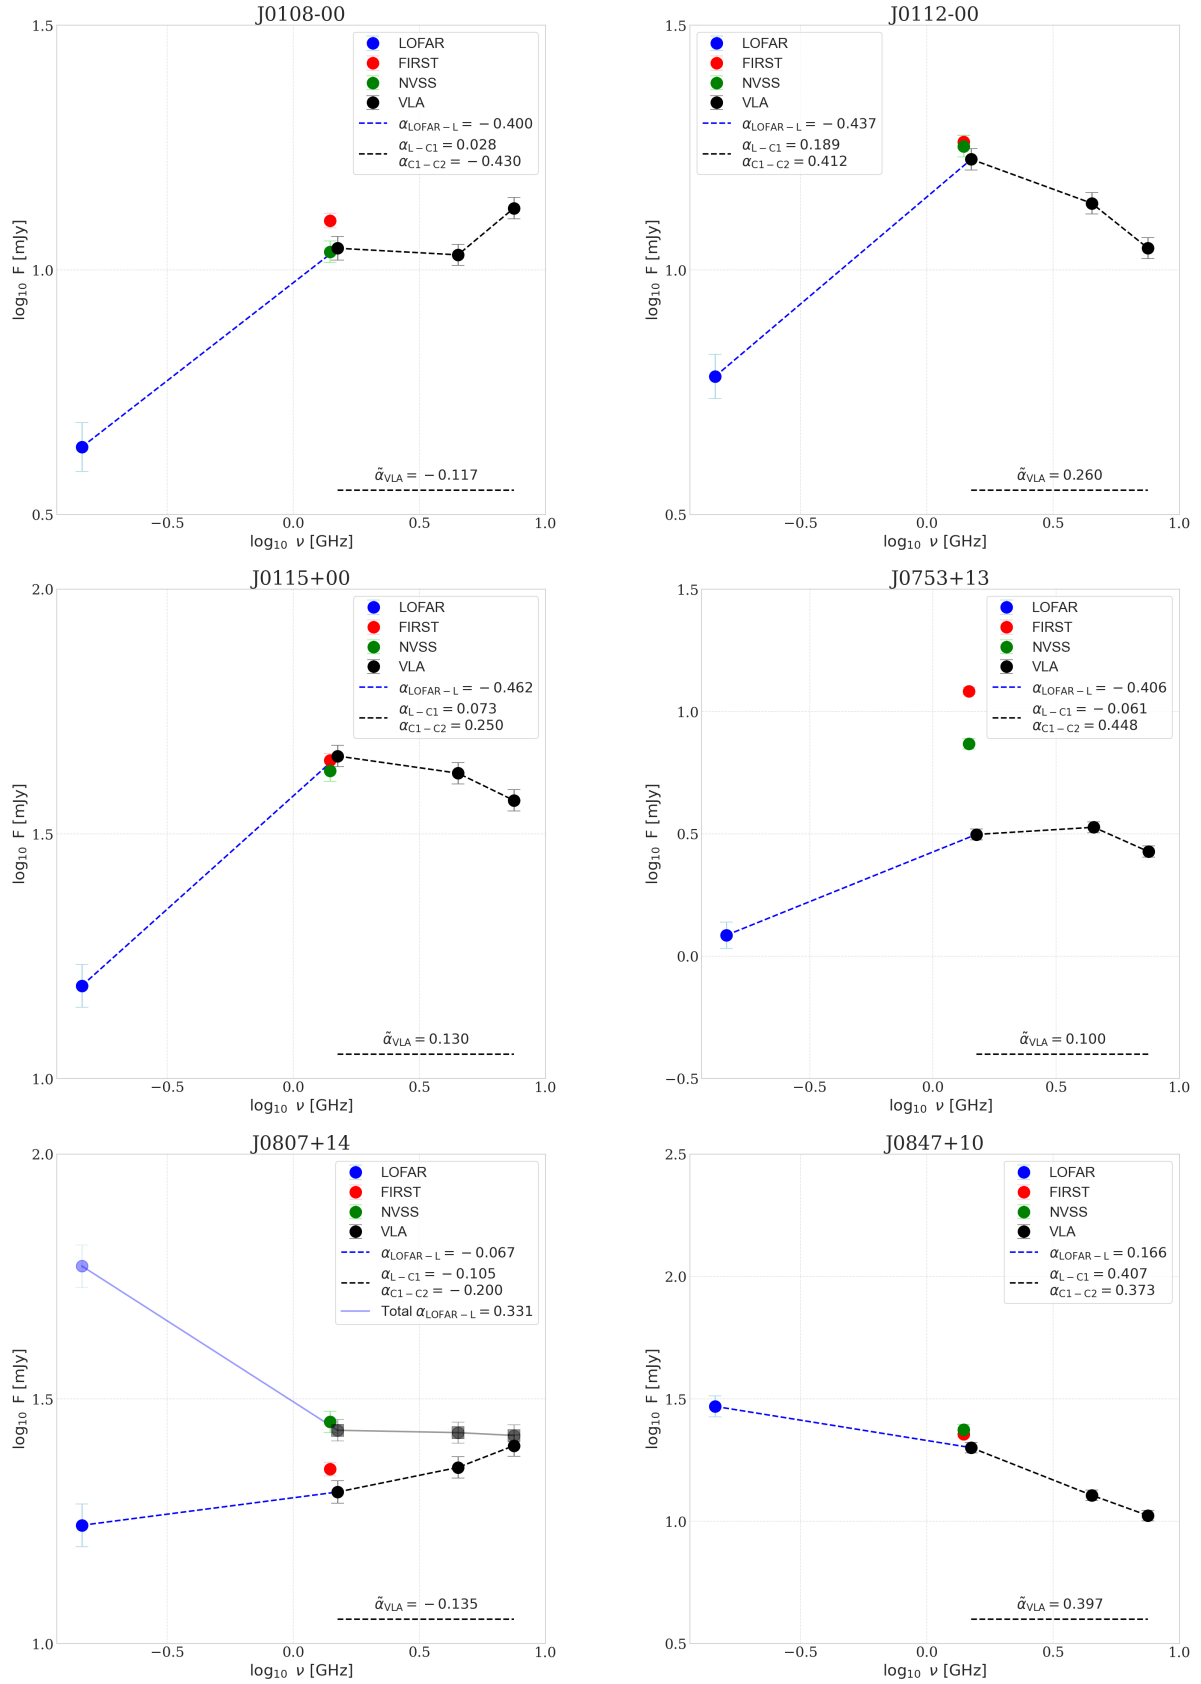 J0108-00
1.5
1.0
0.5
log₁₀ F [mJy]
LOFAR
FIRST
NVSS
VLA
α_LOFAR−L = −0.400
α_L−C1 = 0.028
α_C1−C2 = −0.430
α̃_VLA = −0.117
−0.5 0.0 0.5 1.0
log₁₀ ν [GHz]
J0112-00
1.5
1.0
0.5
log₁₀ F [mJy]
LOFAR
FIRST
NVSS
VLA
α_LOFAR−L = −0.437
α_L−C1 = 0.189
α_C1−C2 = 0.412
α̃_VLA = 0.260
−0.5 0.0 0.5 1.0
log₁₀ ν [GHz]
J0115+00
2.0
1.5
1.0
log₁₀ F [mJy]
LOFAR
FIRST
NVSS
VLA
α_LOFAR−L = −0.462
α_L−C1 = 0.073
α_C1−C2 = 0.250
α̃_VLA = 0.130
−0.5 0.0 0.5 1.0
log₁₀ ν [GHz]
J0753+13
1.5
1.0
0.5
0.0
−0.5
log₁₀ F [mJy]
LOFAR
FIRST
NVSS
VLA
α_LOFAR−L = −0.406
α_L−C1 = −0.061
α_C1−C2 = 0.448
α̃_VLA = 0.100
−0.5 0.0 0.5 1.0
log₁₀ ν [GHz]
J0807+14
2.0
1.5
1.0
log₁₀ F [mJy]
LOFAR
FIRST
NVSS
VLA
α_LOFAR−L = −0.067
α_L−C1 = −0.105
α_C1−C2 = −0.200
Total α_LOFAR−L = 0.331
α̃_VLA = −0.135
−0.5 0.0 0.5 1.0
log₁₀ ν [GHz]
J0847+10
2.5
2.0
1.5
1.0
0.5
log₁₀ F [mJy]
LOFAR
FIRST
NVSS
VLA
α_LOFAR−L = 0.166
α_L−C1 = 0.407
α_C1−C2 = 0.373
α̃_VLA = 0.397
−0.5 0.0 0.5 1.0
log₁₀ ν [GHz]